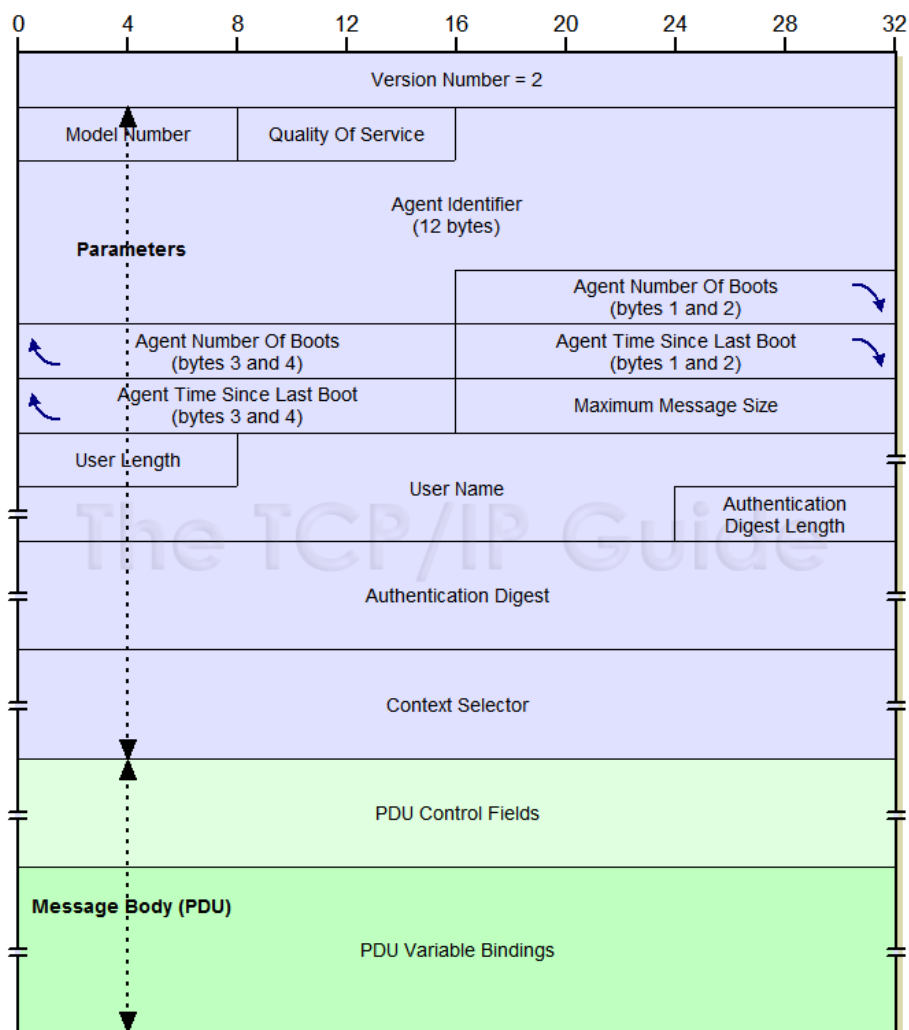 0 4 8 12 16 20 24 28 32
Version Number = 2
Model Number
Quality Of Service
Agent Identifier
(12 bytes)
Parameters
Agent Number Of Boots
(bytes 1 and 2)
Agent Number Of Boots
(bytes 3 and 4)
Agent Time Since Last Boot
(bytes 1 and 2)
Agent Time Since Last Boot
(bytes 3 and 4)
Maximum Message Size
User Length
User Name
Authentication
Digest Length
The TCP/IP Guide
Authentication Digest
Context Selector
PDU Control Fields
Message Body (PDU)
PDU Variable Bindings